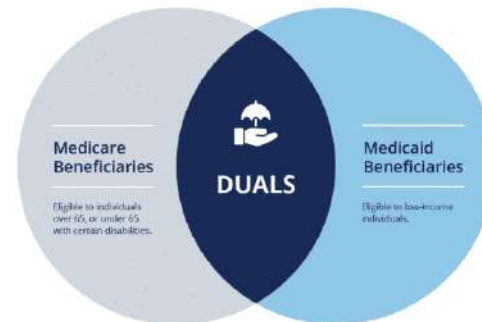 Medicare
Beneficiaries
Eligible to individuals
over 65, or under 65
with certain disabilities.
DUALS
Medicaid
Beneficiaries
Eligible to low-income
individuals.